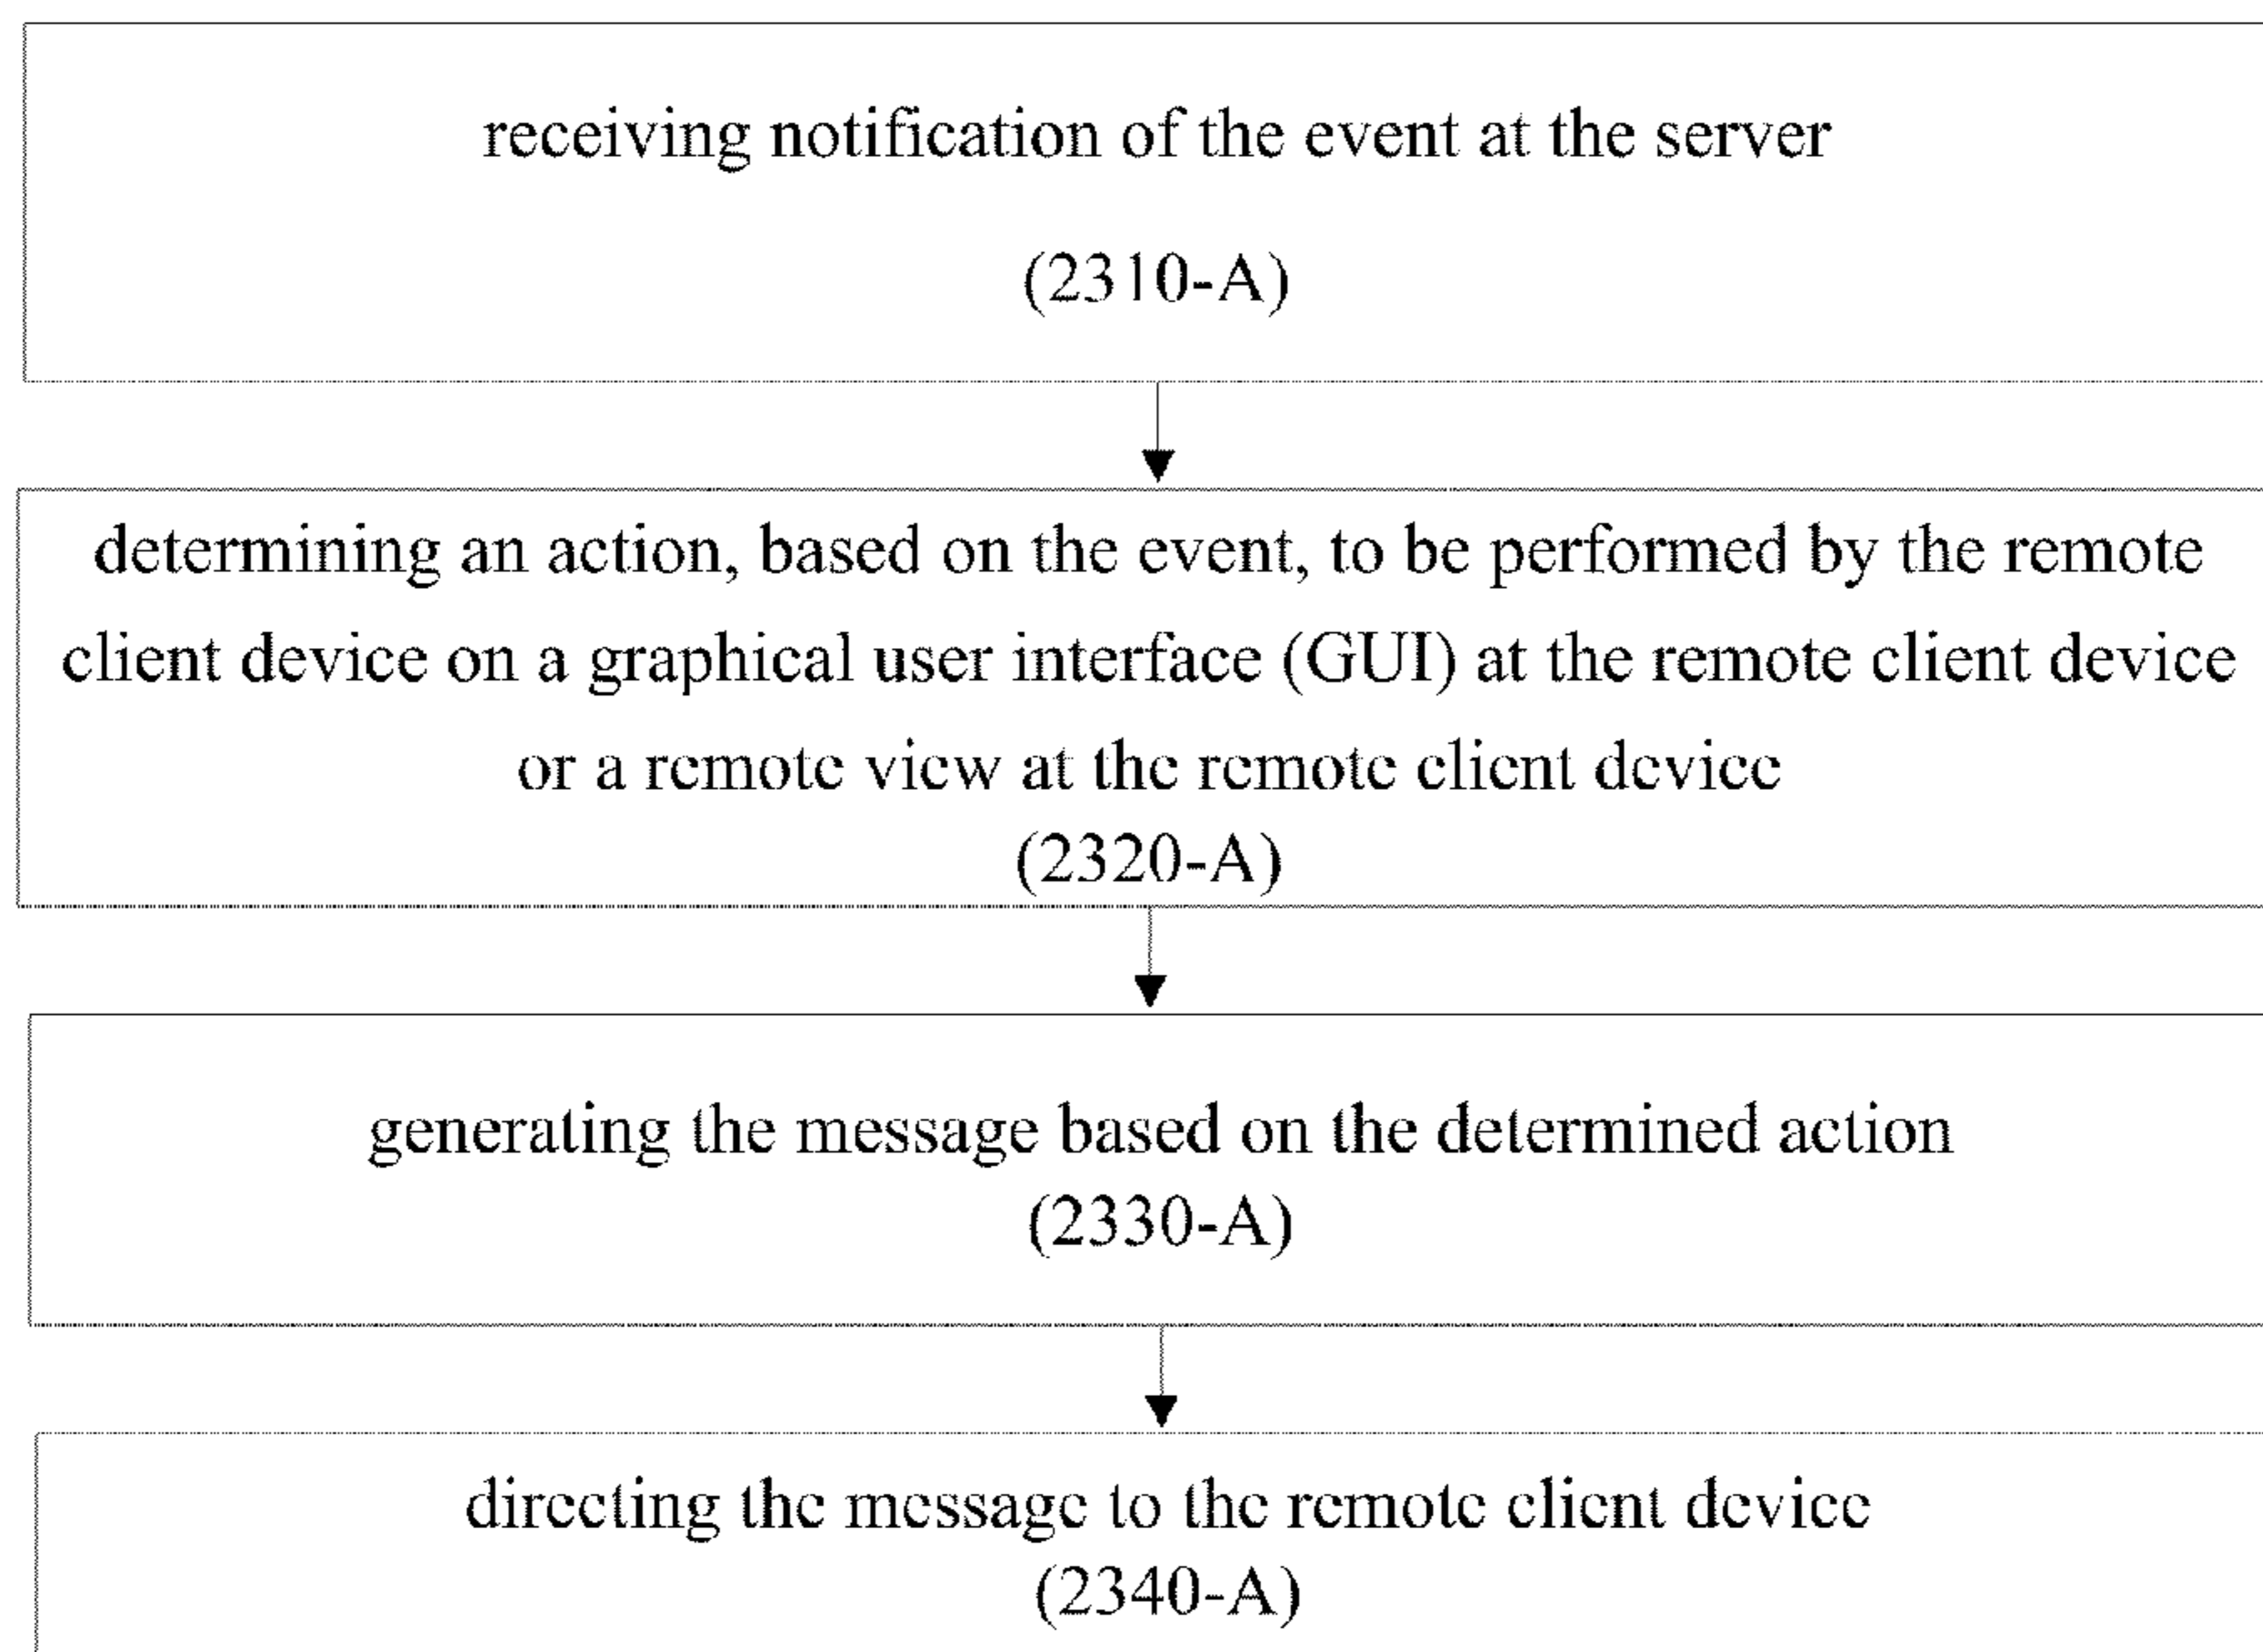 receiving notification of the event at the server
(2310-A)
determining an action, based on the event, to be performed by the remote
client device on a graphical user interface (GUI) at the remote client device
or a remote view at the remote client device
(2320-A)
generating the message based on the determined action
(2330-A)
directing the message to the remote client device
(2340-A)